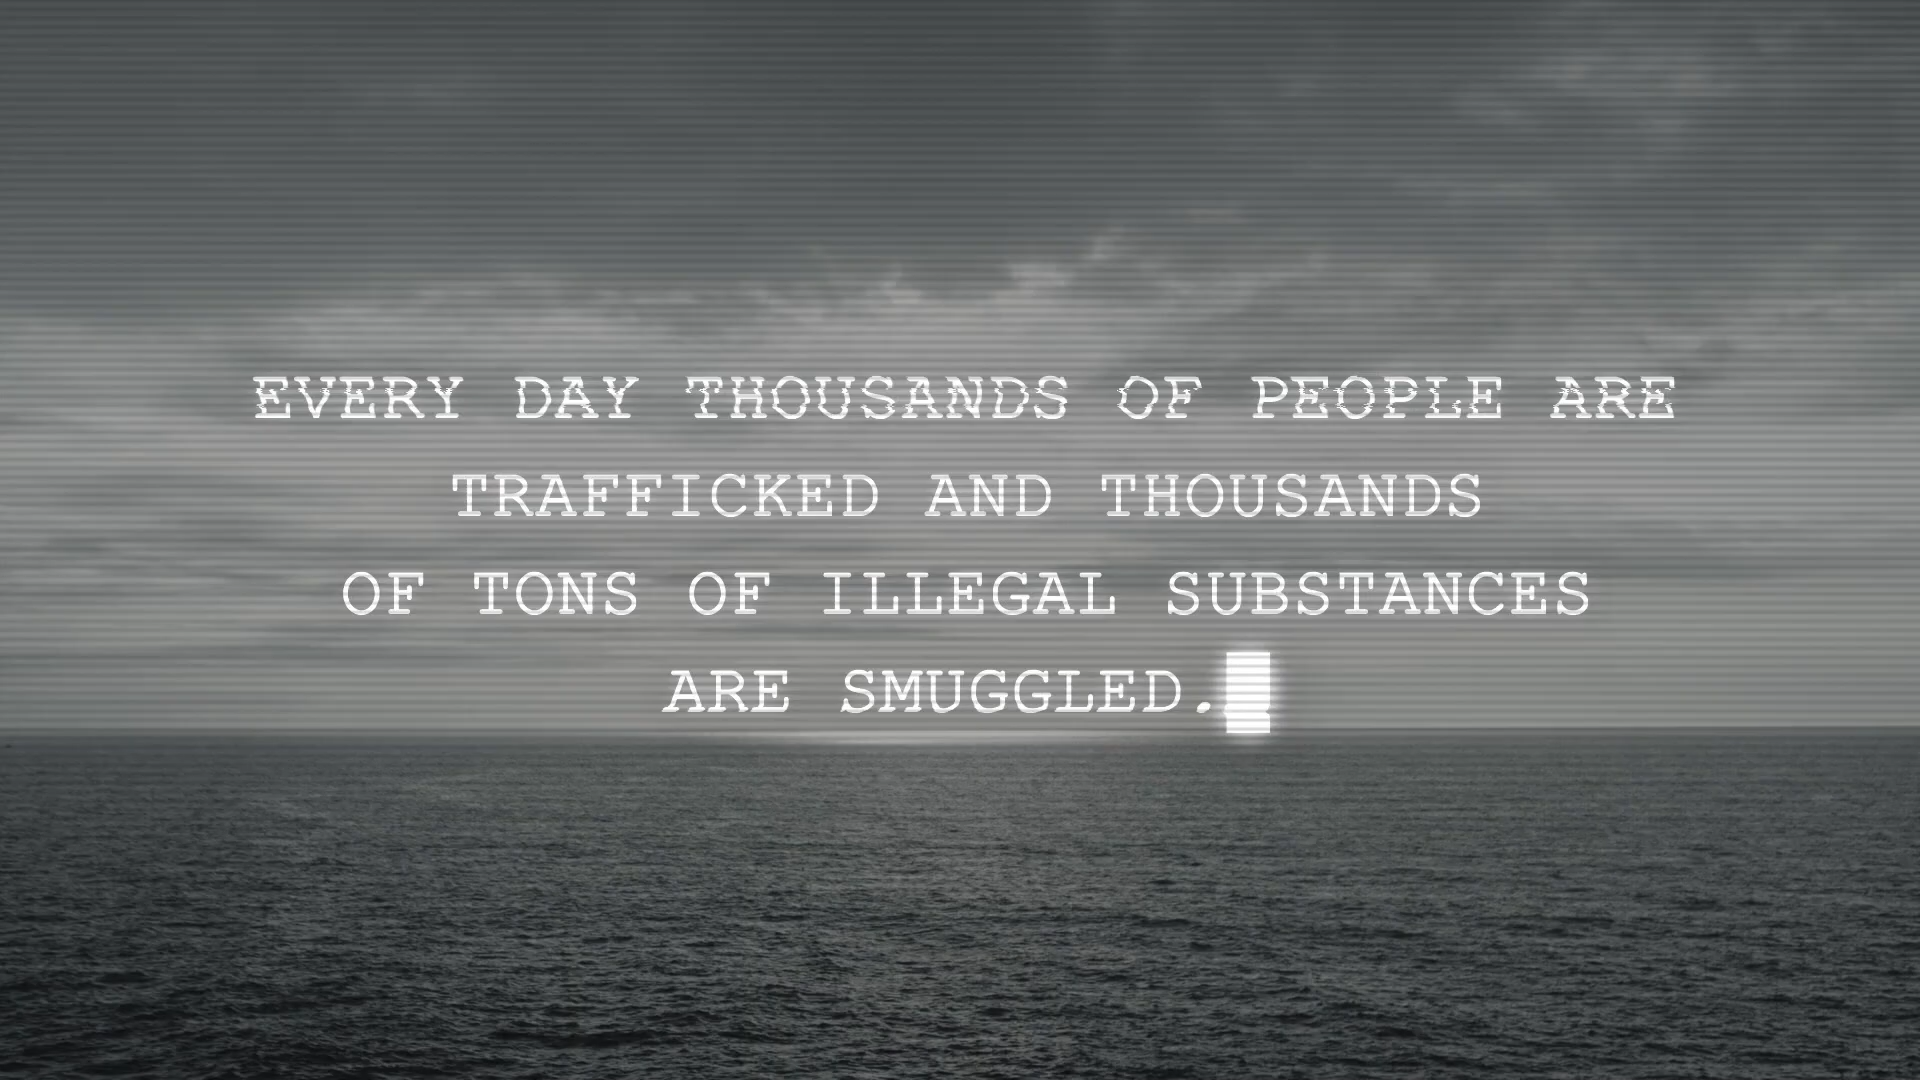 EVERY DAY THOUSANDS OF PEOPLE ARE
TRAFFICKED AND THOUSANDS
OF TONS OF ILLEGAL SUBSTANCES
ARE SMUGGLED.